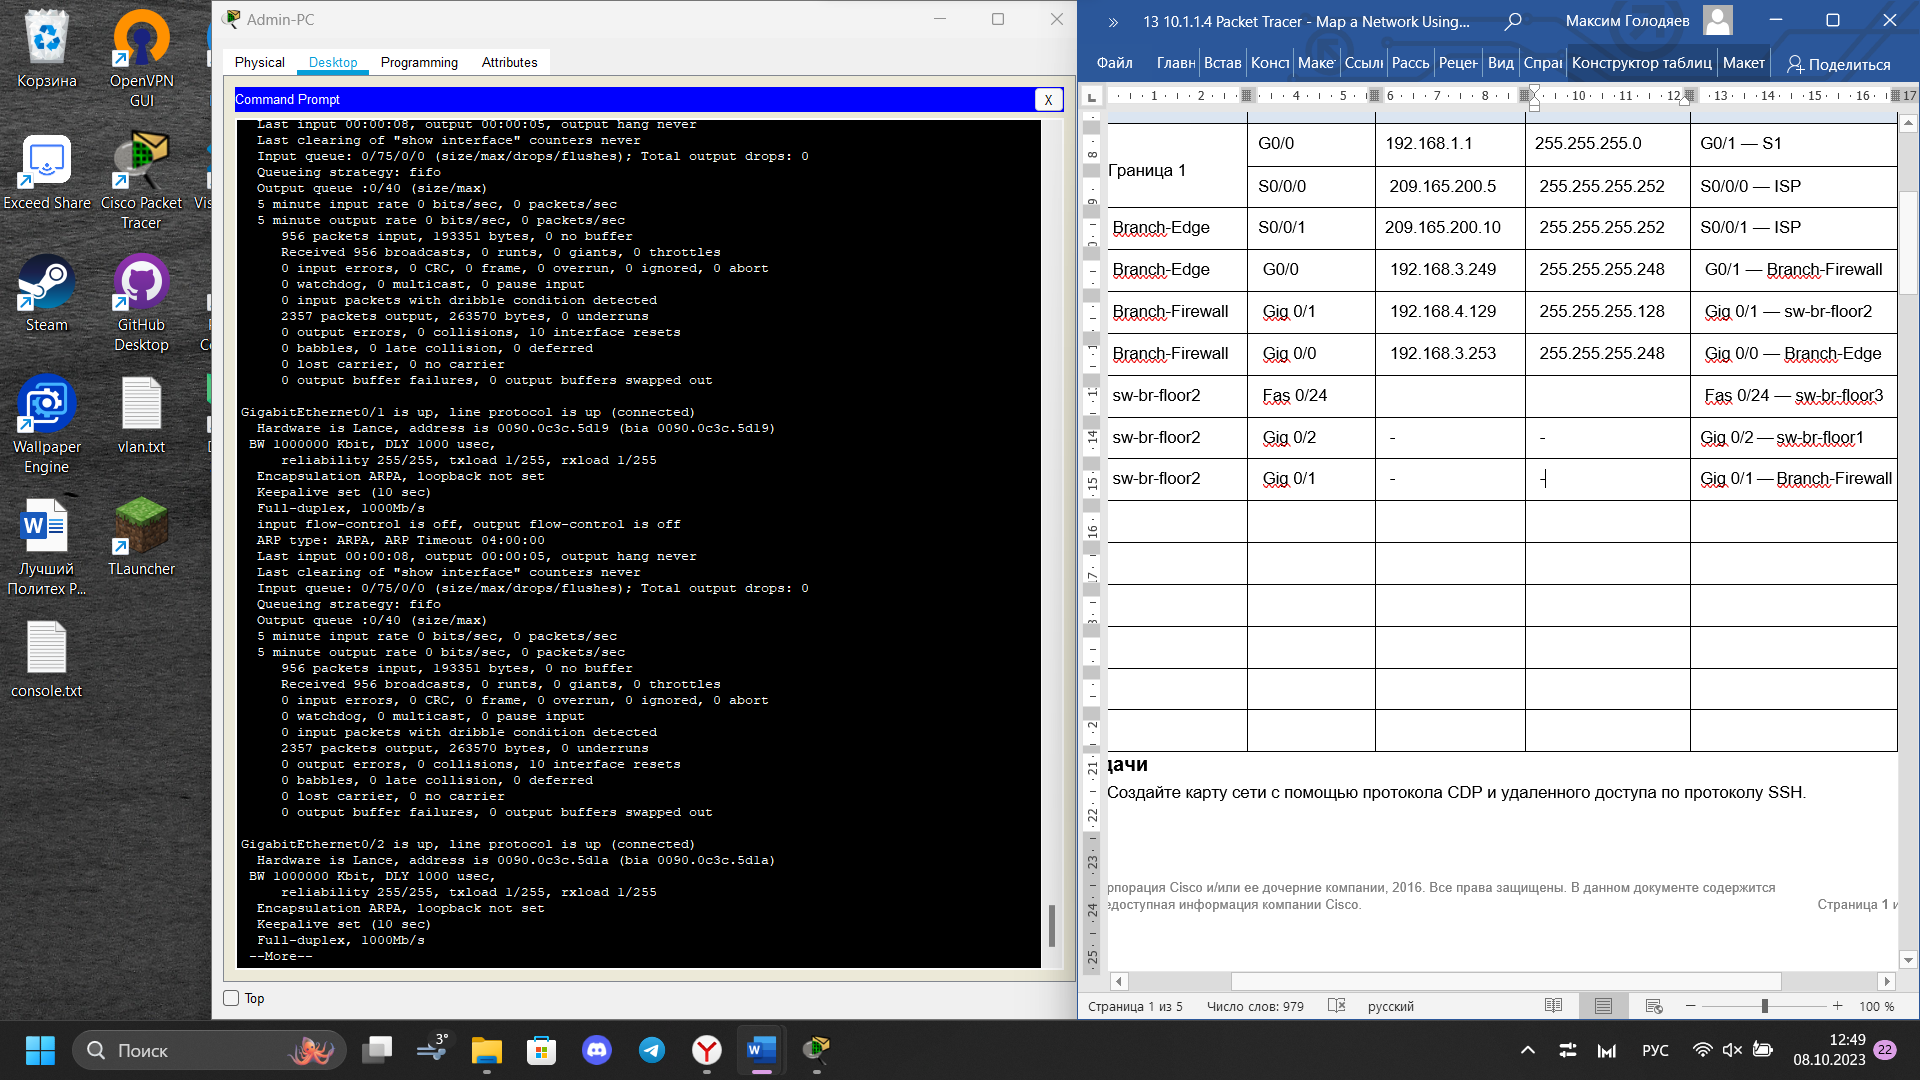 Корзина
OpenVPN GUI
Exceed Share
Cisco Packet Tracer
Vis
Steam
GitHub Desktop
Wallpaper Engine
vlan.txt
Лучший Политех P...
TLauncher
console.txt
Admin-PC
Physical
Desktop
Programming
Attributes
Command Prompt
X
Last input 00:00:08, output 00:00:05, output hang never
Last clearing of "show interface" counters never
Input queue: 0/75/0/0 (size/max/drops/flushes); Total output drops: 0
Queueing strategy: fifo
Output queue :0/40 (size/max)
5 minute input rate 0 bits/sec, 0 packets/sec
5 minute output rate 0 bits/sec, 0 packets/sec
956 packets input, 193351 bytes, 0 no buffer
Received 956 broadcasts, 0 runts, 0 giants, 0 throttles
0 input errors, 0 CRC, 0 frame, 0 overrun, 0 ignored, 0 abort
0 watchdog, 0 multicast, 0 pause input
0 input packets with dribble condition detected
2357 packets output, 263570 bytes, 0 underruns
0 output errors, 0 collisions, 10 interface resets
0 babbles, 0 late collision, 0 deferred
0 lost carrier, 0 no carrier
0 output buffer failures, 0 output buffers swapped out
GigabitEthernet0/1 is up, line protocol is up (connected)
Hardware is Lance, address is 0090.0c3c.5d19 (bia 0090.0c3c.5d19)
BW 1000000 Kbit, DLY 1000 usec,
reliability 255/255, txload 1/255, rxload 1/255
Encapsulation ARPA, loopback not set
Keepalive set (10 sec)
Full-duplex, 1000Mb/s
input flow-control is off, output flow-control is off
ARP type: ARPA, ARP Timeout 04:00:00
Last input 00:00:08, output 00:00:05, output hang never
Last clearing of "show interface" counters never
Input queue: 0/75/0/0 (size/max/drops/flushes); Total output drops: 0
Queueing strategy: fifo
Output queue :0/40 (size/max)
5 minute input rate 0 bits/sec, 0 packets/sec
5 minute output rate 0 bits/sec, 0 packets/sec
956 packets input, 193351 bytes, 0 no buffer
Received 956 broadcasts, 0 runts, 0 giants, 0 throttles
0 input errors, 0 CRC, 0 frame, 0 overrun, 0 ignored, 0 abort
0 watchdog, 0 multicast, 0 pause input
0 input packets with dribble condition detected
2357 packets output, 263570 bytes, 0 underruns
0 output errors, 0 collisions, 10 interface resets
0 babbles, 0 late collision, 0 deferred
0 lost carrier, 0 no carrier
0 output buffer failures, 0 output buffers swapped out
GigabitEthernet0/2 is up, line protocol is up (connected)
Hardware is Lance, address is 0090.0c3c.5d1a (bia 0090.0c3c.5d1a)
BW 1000000 Kbit, DLY 1000 usec,
reliability 255/255, txload 1/255, rxload 1/255
Encapsulation ARPA, loopback not set
Keepalive set (10 sec)
Full-duplex, 1000Mb/s
--More--
Top
13 10.1.1.4 Packet Tracer - Map a Network Using...
Максим Голодяев
Файл Главн Встав Конст Макет Ссылк Рассы Рецен Вид Справ Конструктор таблиц Макет Поделиться
1 2 4 5 6 7 8 10 11 12 13 14 15 16 17
Граница 1 G0/0 192.168.1.1 255.255.255.0 G0/1 — S1
S0/0/0 209.165.200.5 255.255.255.252 S0/0/0 — ISP
Branch-Edge S0/0/1 209.165.200.10 255.255.255.252 S0/0/1 — ISP
Branch-Edge G0/0 192.168.3.249 255.255.255.248 G0/1 — Branch-Firewall
Branch-Firewall Gig 0/1 192.168.4.129 255.255.255.128 Gig 0/1 — sw-br-floor2
Branch-Firewall Gig 0/0 192.168.3.253 255.255.255.248 Gig 0/0 — Branch-Edge
sw-br-floor2 Fas 0/24 Fas 0/24 — sw-br-floor3
sw-br-floor2 Gig 0/2 - - Gig 0/2 — sw-br-floor1
sw-br-floor2 Gig 0/1 - - Gig 0/1 — Branch-Firewall
дачи
Создайте карту сети с помощью протокола CDP и удаленного доступа по протоколу SSH.
рпорация Cisco и/или ее дочерние компании, 2016. Все права защищены. В данном документе содержится
едоступная информация компании Cisco.
Страница 1 и
Страница 1 из 5 Число слов: 979 русский 100 %
Поиск
3°
РУС
12:49
08.10.2023
22